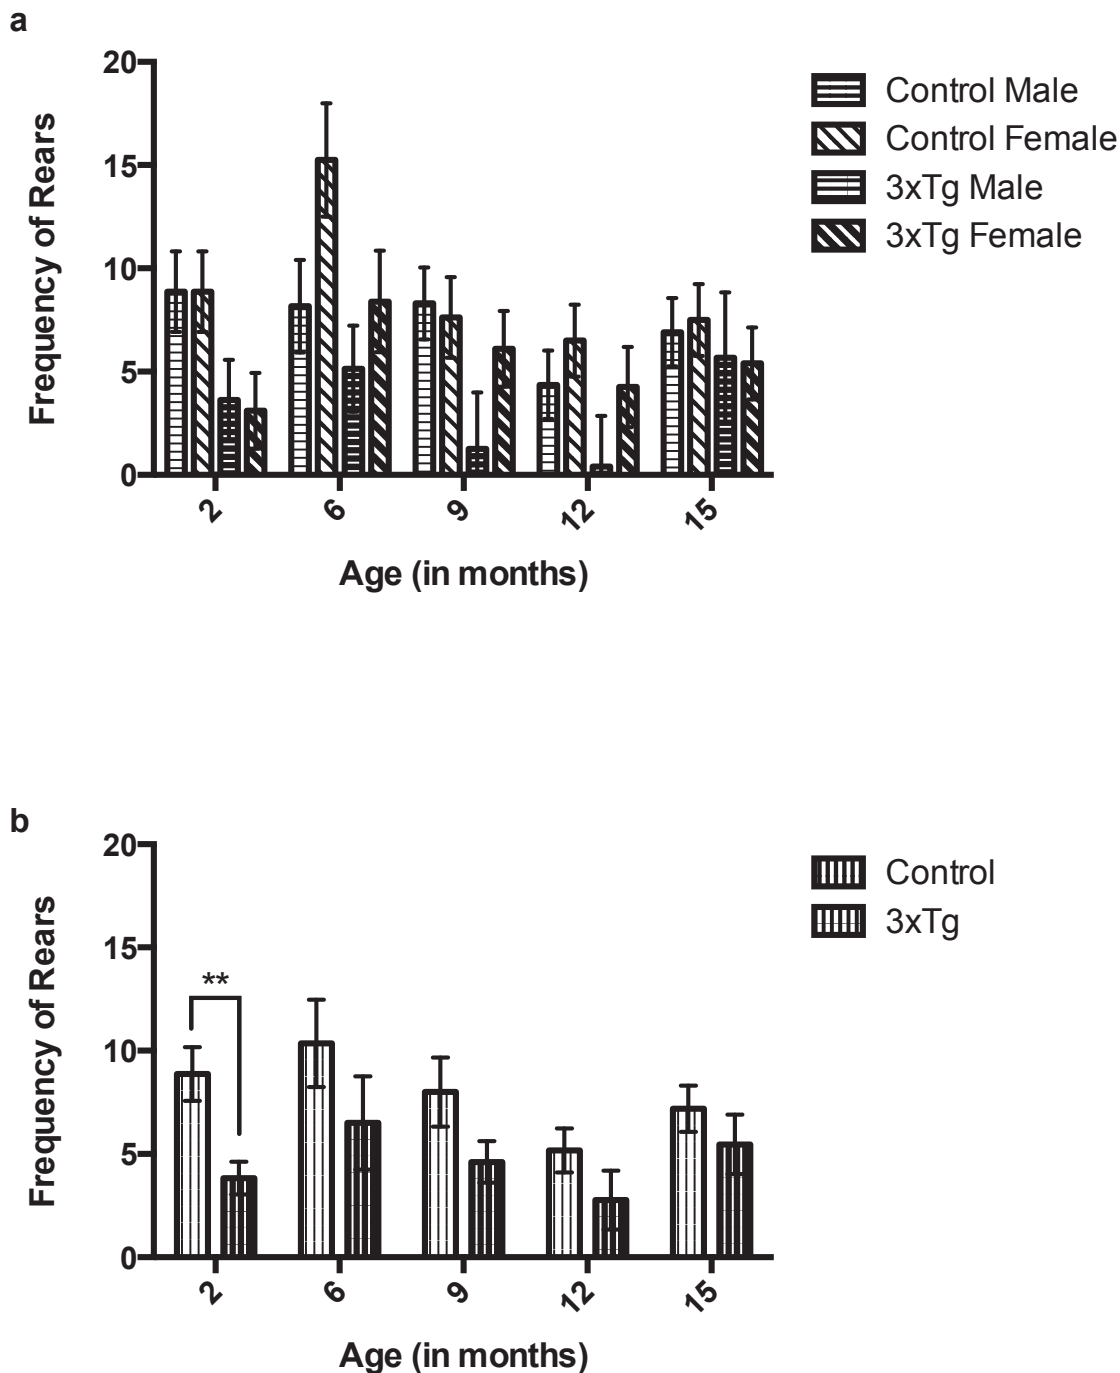 a
Frequency of Rears
20
15
10
5
0
2
6
9
12
15
Age (in months)
Control Male
Control Female
3xTg Male
3xTg Female
b
Frequency of Rears
20
15
10
5
0
**
2
6
9
12
15
Age (in months)
Control
3xTg